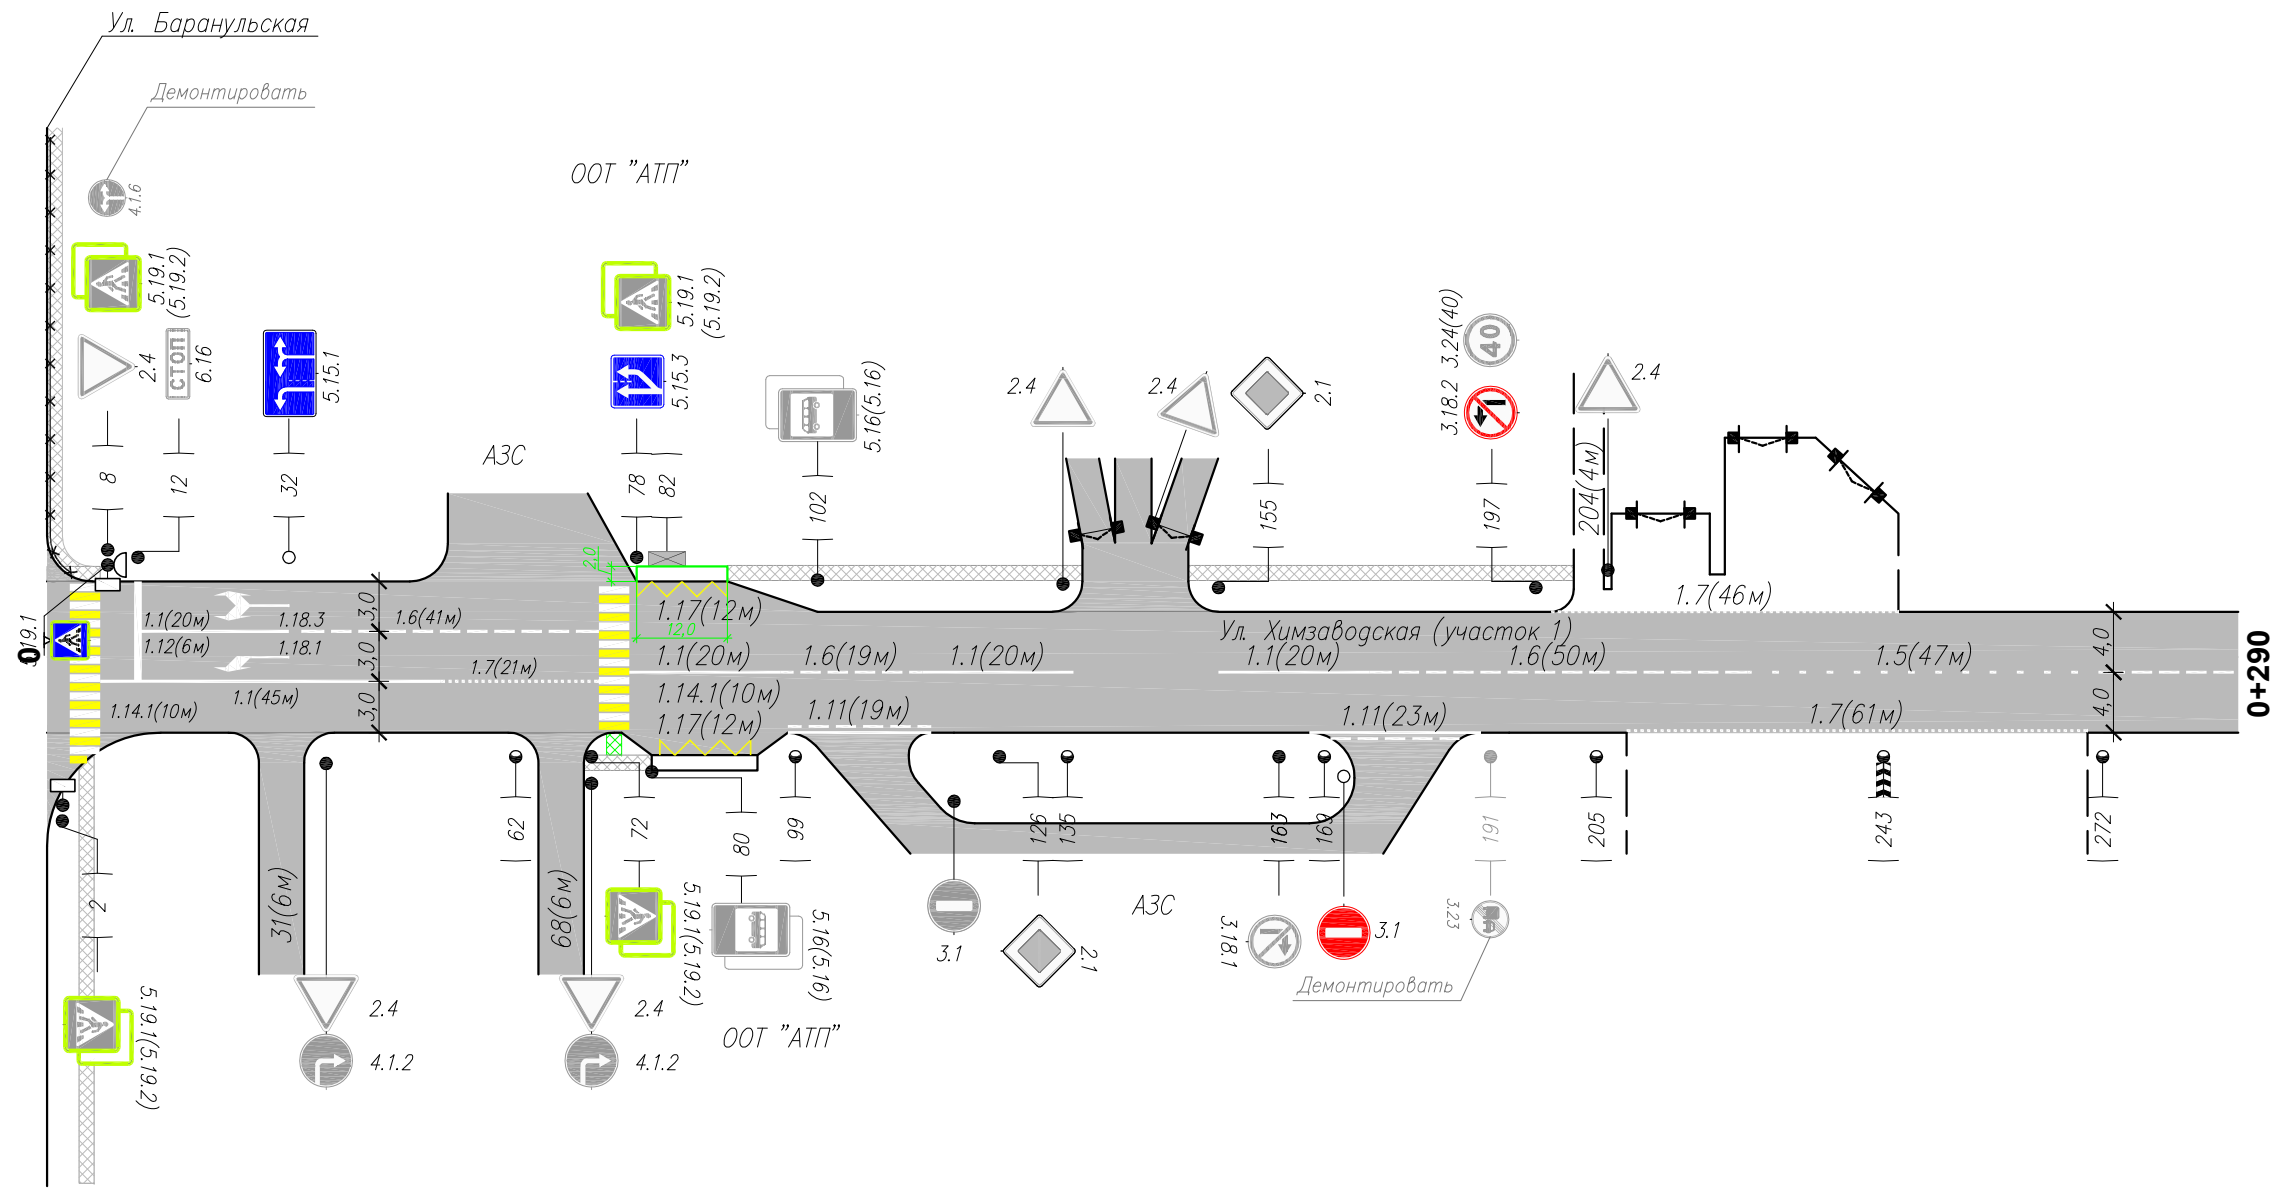 Ул. Баранульская
Демонтировать
4.1.6
ООТ "АТП"
5.19.1
(5.19.2)
5.19.1
(5.19.2)
2.4
СТОП
6.16
5.15.1
5.15.3
5.16(5.16)
2.4
2.4
2.1
3.24(40)
40
3.18.2
2.4
АЗС
8
12
32
78
82
102
155
197
204(4м)
2,0
1.17(12м)
12,0
1.7(46м)
1.1(20м)
1.18.3
3,0
1.6(41м)
Ул. Химзаводская (участок 1)
1.12(6м)
1.18.1
3,0
1.7(21м)
1.1(20м)
1.6(19м)
1.1(20м)
1.1(20м)
1.6(50м)
1.5(47м)
4,0
0
0+290
1.1(45м)
1.14.1(10м)
3,0
1.14.1(10м)
1.17(12м)
1.11(19м)
1.11(23м)
1.7(61м)
4,0
62
72
80
99
126
135
163
169
191
205
243
272
2
31(6м)
68(6м)
5.19.1(5.19.2)
5.16(5.16)
3.1
2.1
АЗС
3.18.1
3.1
3.23
Демонтировать
5.19.1(5.19.2)
2.4
4.1.2
2.4
4.1.2
ООТ "АТП"